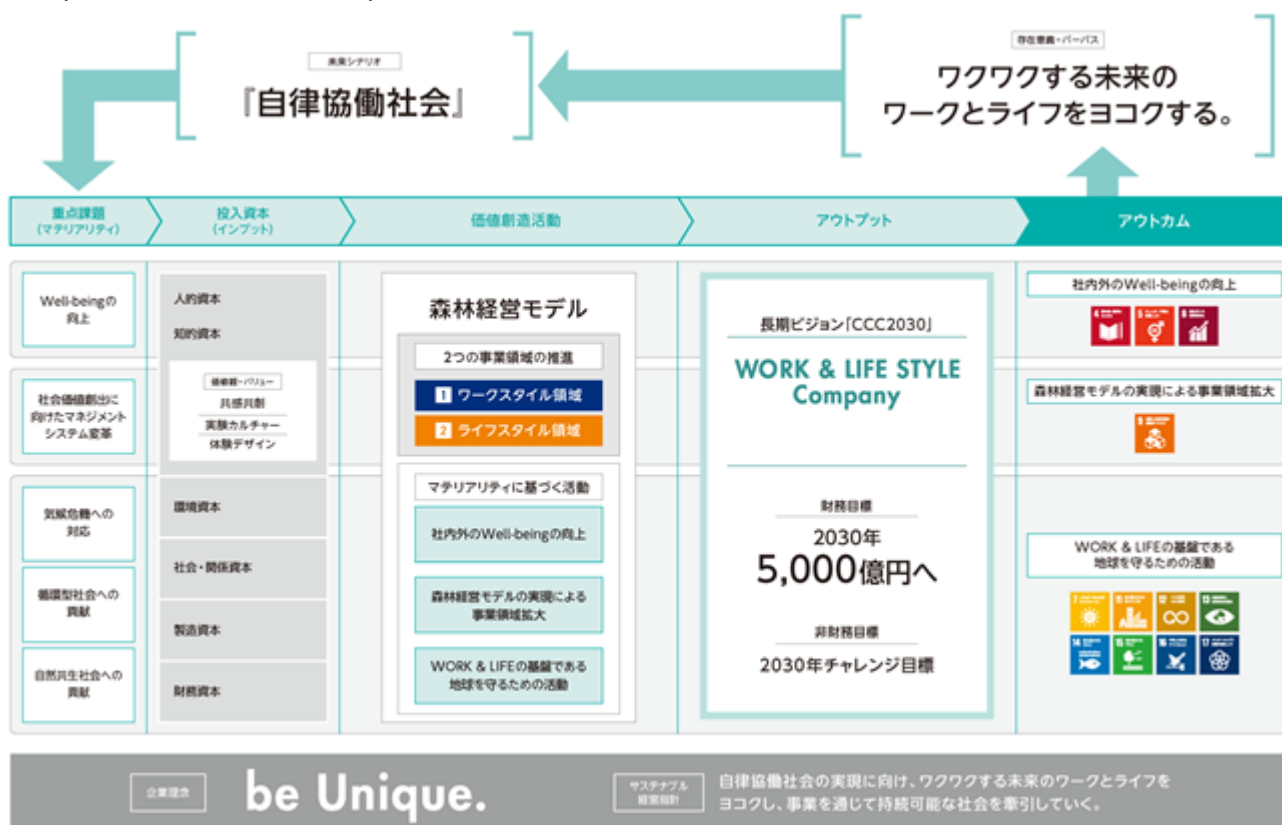 未来シナリオ
『自律協働社会』
存在意義・パーパス
ワクワクする未来の
ワークとライフをヨコクする。
重点課題
(マテリアリティ)
投入資本
(インプット)
価値創造活動
アウトプット
アウトカム
Well-beingの
向上
社会価値創出に
向けたマネジメント
システム変革
気候危機への
対応
循環型社会への
貢献
自然共生社会への
貢献
人的資本
知的資本
価値観・バリュー
共感共創
実験カルチャー
体験デザイン
環境資本
社会・関係資本
製造資本
財務資本
森林経営モデル
2つの事業領域の推進
1 ワークスタイル領域
2 ライフスタイル領域
マテリアリティに基づく活動
社内外のWell-beingの向上
森林経営モデルの実現による
事業領域拡大
WORK & LIFEの基盤である
地球を守るための活動
長期ビジョン「CCC2030」
WORK & LIFE STYLE
Company
財務目標
2030年
5,000億円へ
非財務目標
2030年チャレンジ目標
社内外のWell-beingの向上
4 5 8
森林経営モデルの実現による事業領域拡大
9
WORK & LIFEの基盤である
地球を守るための活動
7 11 12 13
14 15 16 17
企業理念
be Unique.
サステナブル
経営指針
自律協働社会の実現に向け、ワクワクする未来のワークとライフを
ヨコクし、事業を通じて持続可能な社会を牽引していく。